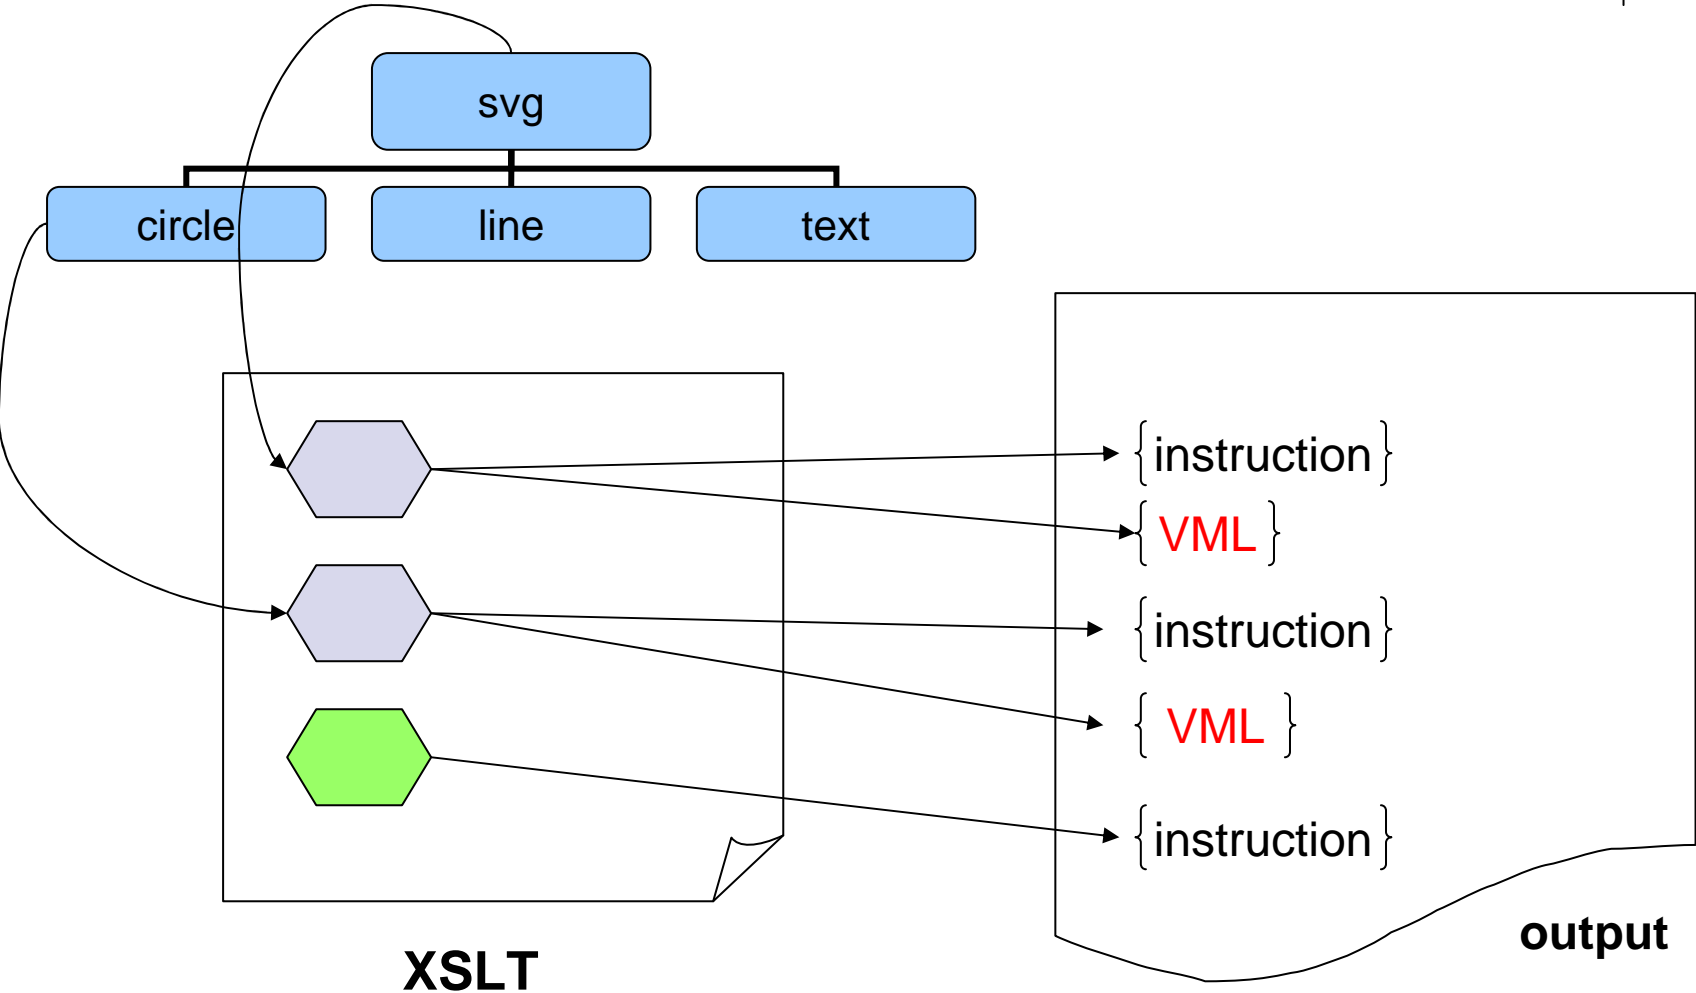 svg
circle
line
text
{instruction}
{ VML }
{instruction}
{ VML }
{instruction}
XSLT
output